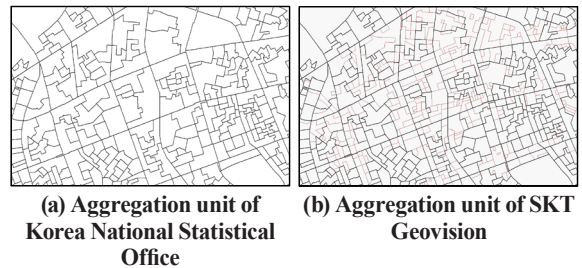 (a) Aggregation unit of
Korea National Statistical
Office
(b) Aggregation unit of SKT
Geovision